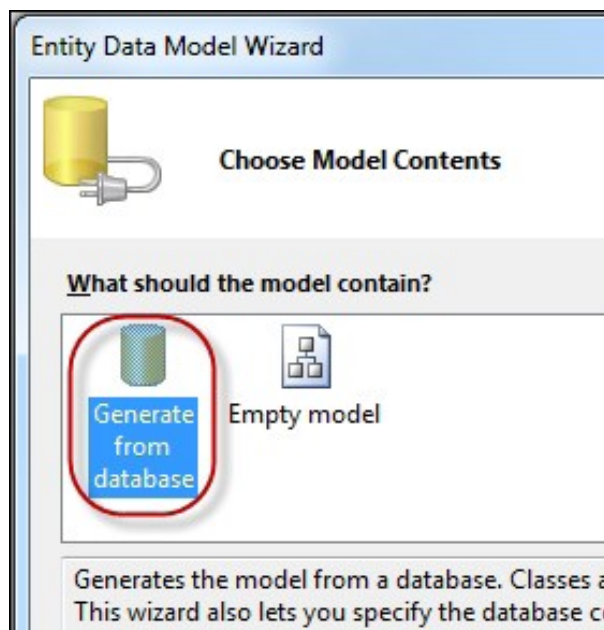 Entity Data Model Wizard
Choose Model Contents
What should the model contain?
Generate
from
database
Empty model
Generates the model from a database. Classes a
This wizard also lets you specify the database c